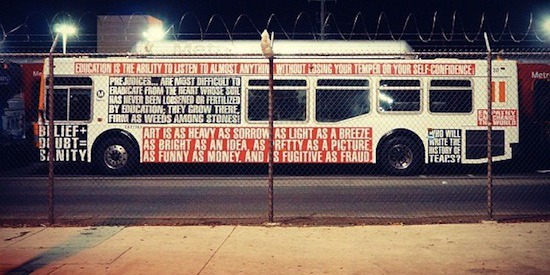 EDUCATION IS THE ABILITY TO LISTEN TO ALMOST ANYTHING WITHOUT LOSING YOUR TEMPER OR YOUR SELF-CONFIDENCE
Metro
PREJUDICES... ARE MOST DIFFICULT TO
ERADICATE FROM THE HEART WHOSE SOIL
HAS NEVER BEEN LOOSENED OR FERTILIZED
BY EDUCATION; THEY GROW THERE,
FIRM AS WEEDS AMONG STONES
BELIEF+
DOUBT=
SANITY
ART IS AS HEAVY AS SORROW, AS LIGHT AS A BREEZE,
AS BRIGHT AS AN IDEA, AS PRETTY AS A PICTURE,
AS FUNNY AS MONEY, AND AS FUGITIVE AS FRAUD.
EMPATHY
THE WORLD
WHO WILL
WRITE THE
HISTORY OF
TEARS?